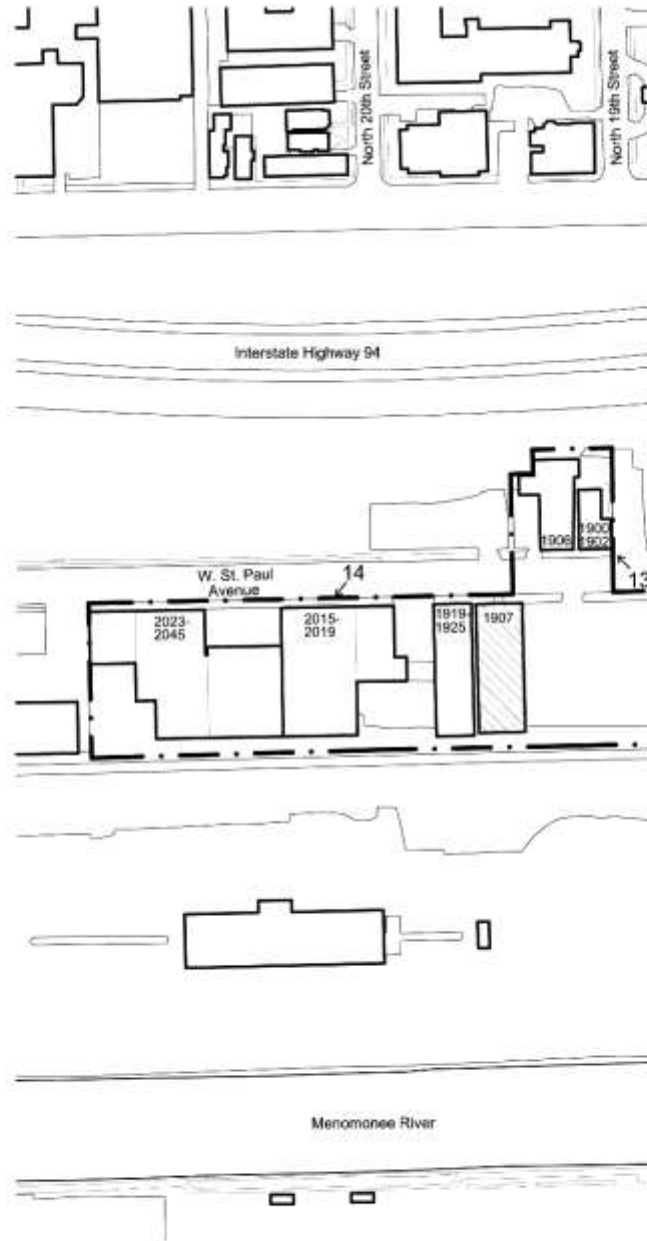 North 20th Street
North 19th Street
Interstate Highway 94
1906
1900
1902
13
W. St. Paul
Avenue
14
2023-
2045
2015-
2019
1919-
1925
1907
Menomonee River